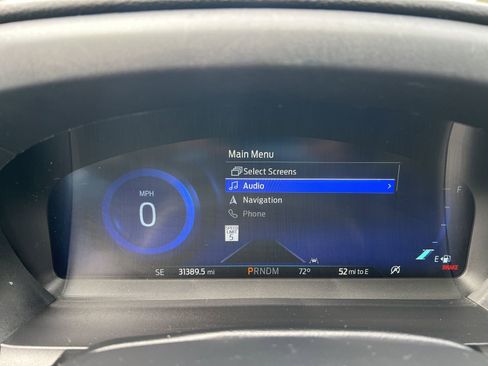 Main Menu
Select Screens
Audio
Navigation
Phone
MPH
0
SPEED
LIMIT
5
F
E
BRAKE
SE 31389.5 mi PRNDM 72° 52 mi to E